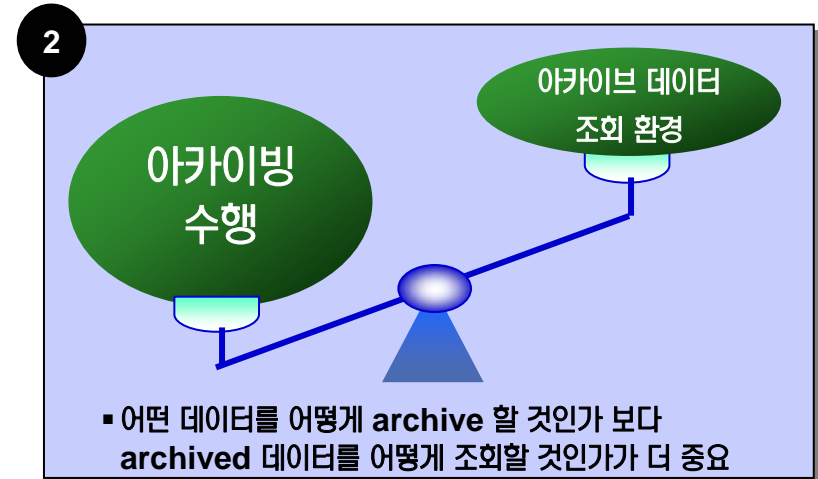 2
아카이브 데이터
조회 환경
아카이빙
수행
▪ 어떤 데이터를 어떻게 archive 할 것인가 보다
archived 데이터를 어떻게 조회할 것인가가 더 중요